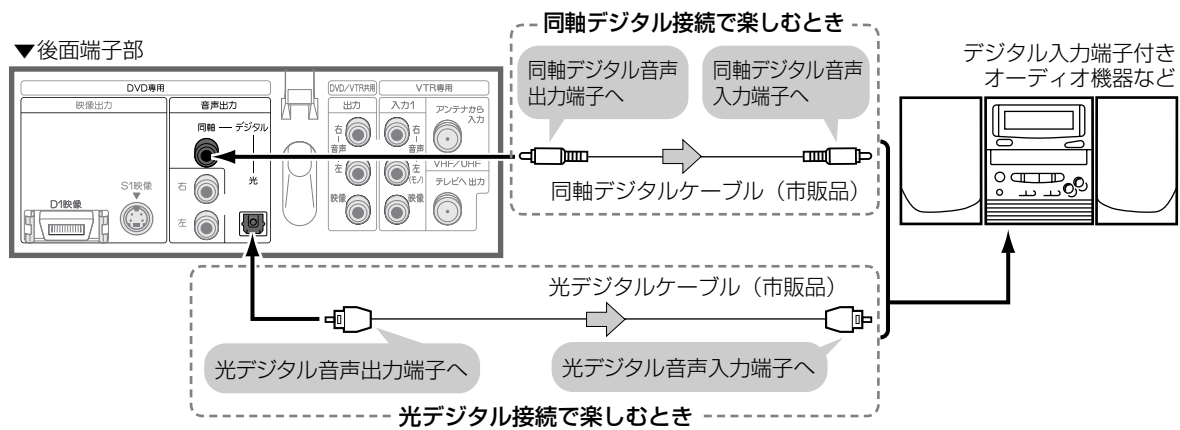 同軸デジタル接続で楽しむとき
▼後面端子部
デジタル入力端子付き
オーディオ機器など
同軸デジタル音声
出力端子へ
同軸デジタル音声
入力端子へ
DVD専用
DVD/VTR共用
VTR専用
映像出力
音声出力
出力
入力1
アンテナから
入力
同軸
デジタル
右
音声
左
映像
右
音声
左
(モノ)
映像
VHF/UHF
テレビへ出力
光
右
左
S1映像
▼
D1映像
同軸デジタルケーブル（市販品）
光デジタルケーブル（市販品）
光デジタル音声出力端子へ
光デジタル音声入力端子へ
光デジタル接続で楽しむとき